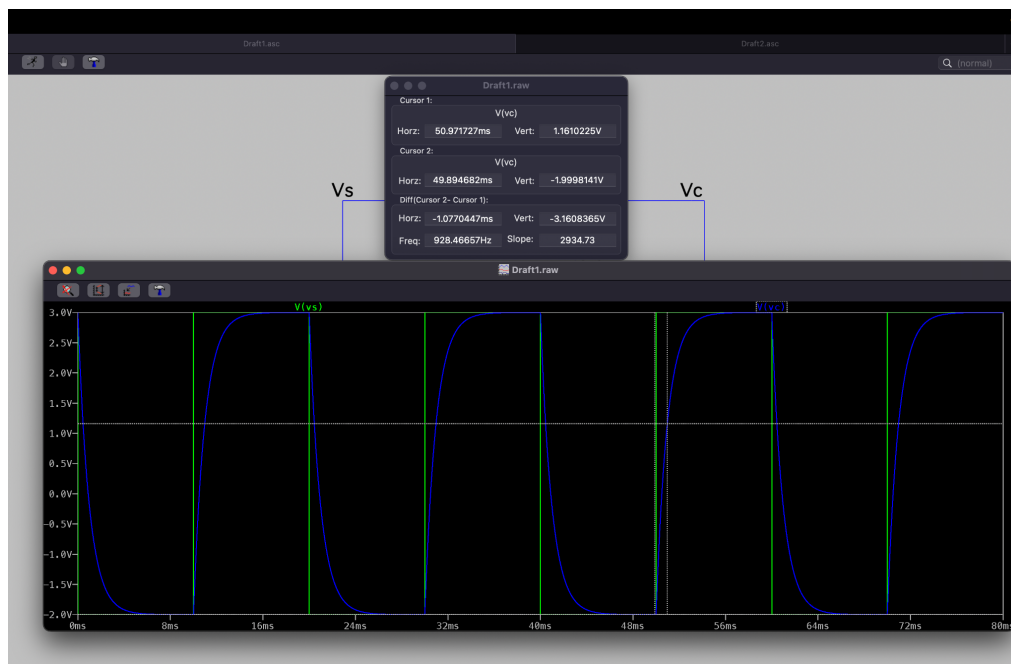 Draft1.asc
Draft2.asc
(normal)
Draft1.raw
Cursor 1:
V(vc)
Horz: 50.971727ms Vert: 1.1610225V
Cursor 2:
V(vc)
Horz: 49.894682ms Vert: -1.9998141V
Diff(Cursor 2- Cursor 1):
Horz: -1.0770447ms Vert: -3.1608365V
Freq: 928.46657Hz Slope: 2934.73
Vs
Vc
Draft1.raw
V(vs)
V(vc)
3.0V
2.5V
2.0V
1.5V
1.0V
0.5V
0.0V
-0.5V
-1.0V
-1.5V
-2.0V
0ms 8ms 16ms 24ms 32ms 40ms 48ms 56ms 64ms 72ms 80ms